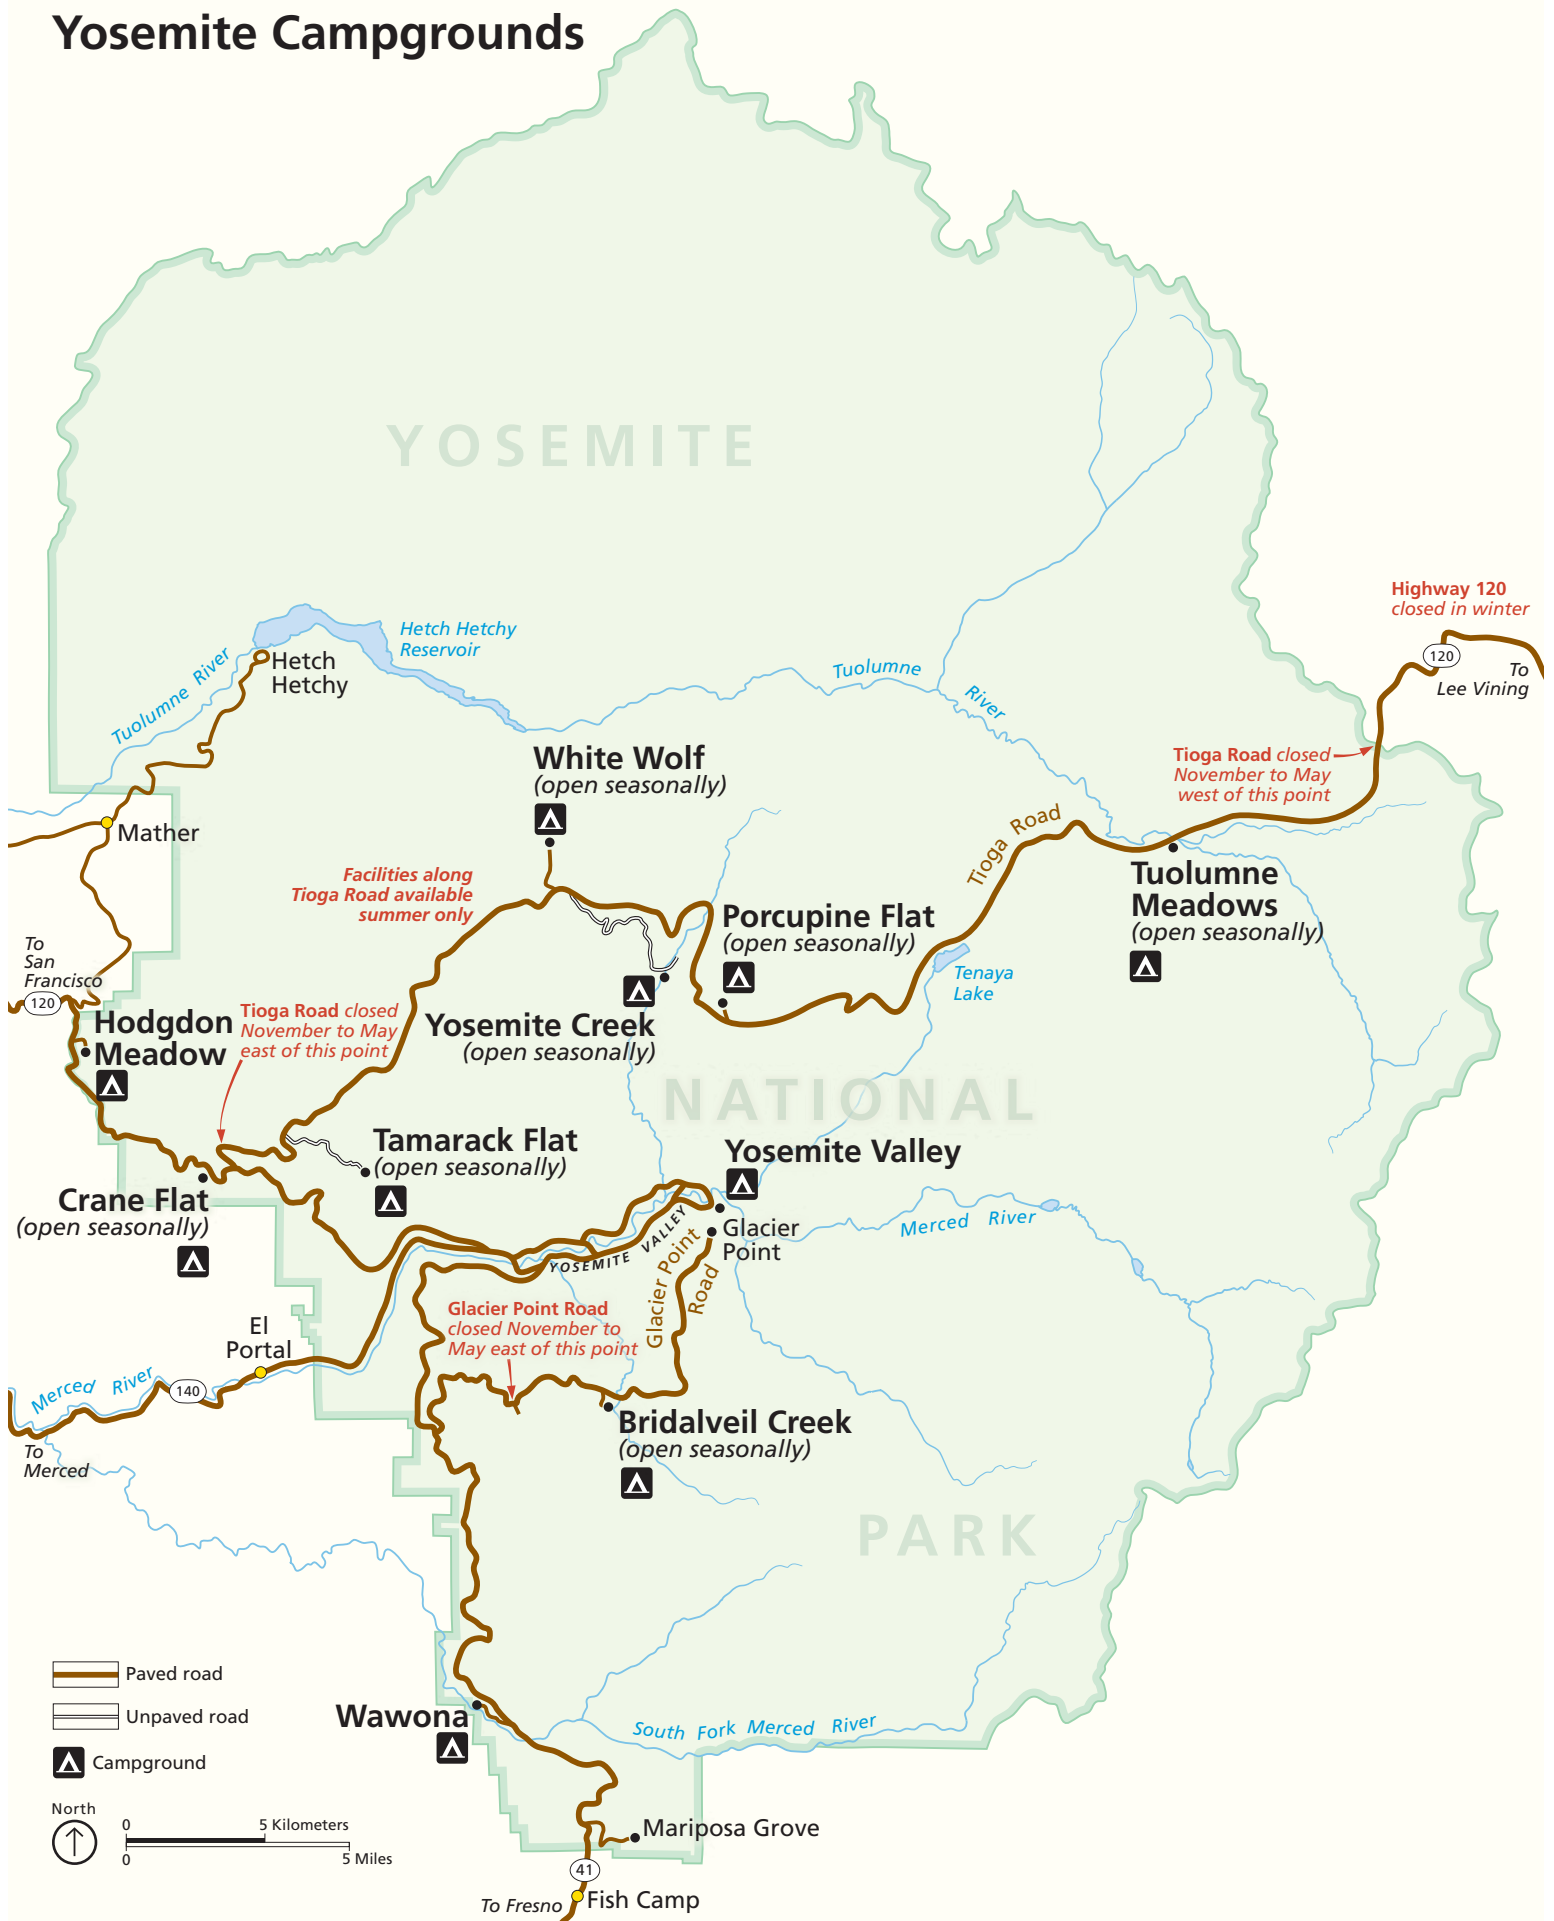 Yosemite Campgrounds
YOSEMITE
Highway 120
closed in winter
120
To
Lee Vining
Hetch Hetchy
Reservoir
Tuolumne River
Hetch
Hetchy
Tuolumne
River
White Wolf
(open seasonally)
Tioga Road closed
November to May
west of this point
Mather
Tioga Road
Facilities along
Tioga Road available
summer only
Tuolumne
Meadows
(open seasonally)
Porcupine Flat
(open seasonally)
To
San
Francisco
120
Tenaya
Lake
Hodgdon
Meadow
Tioga Road closed
November to May
east of this point
Yosemite Creek
(open seasonally)
NATIONAL
Tamarack Flat
(open seasonally)
Yosemite Valley
Crane Flat
(open seasonally)
Glacier
Point
Merced River
YOSEMITE VALLEY
Glacier Point
Road
Glacier Point Road
closed November to
May east of this point
El
Portal
Merced River
140
To
Merced
Bridalveil Creek
(open seasonally)
PARK
Paved road
Unpaved road
Campground
Wawona
South Fork Merced River
North
0
5 Kilometers
0
5 Miles
Mariposa Grove
41
To Fresno
Fish Camp